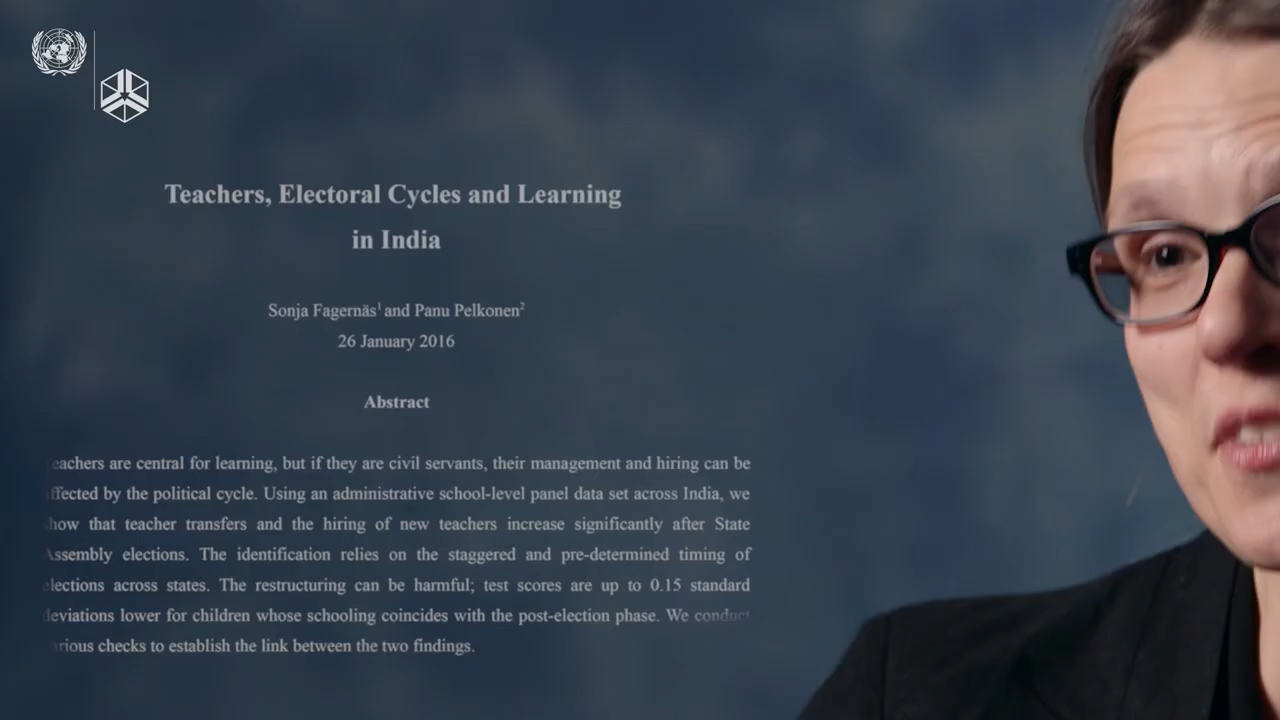 Teachers, Electoral Cycles and Learning
in India
Sonja Fagernäs¹ and Panu Pelkonen²
26 January 2016
Abstract
eachers are central for learning, but if they are civil servants, their management and hiring can be
ffected by the political cycle. Using an administrative school-level panel data set across India, we
how that teacher transfers and the hiring of new teachers increase significantly after State
Assembly elections. The identification relies on the staggered and pre-determined timing of
elections across states. The restructuring can be harmful; test scores are up to 0.15 standard
deviations lower for children whose schooling coincides with the post-election phase. We conduct
rious checks to establish the link between the two findings.